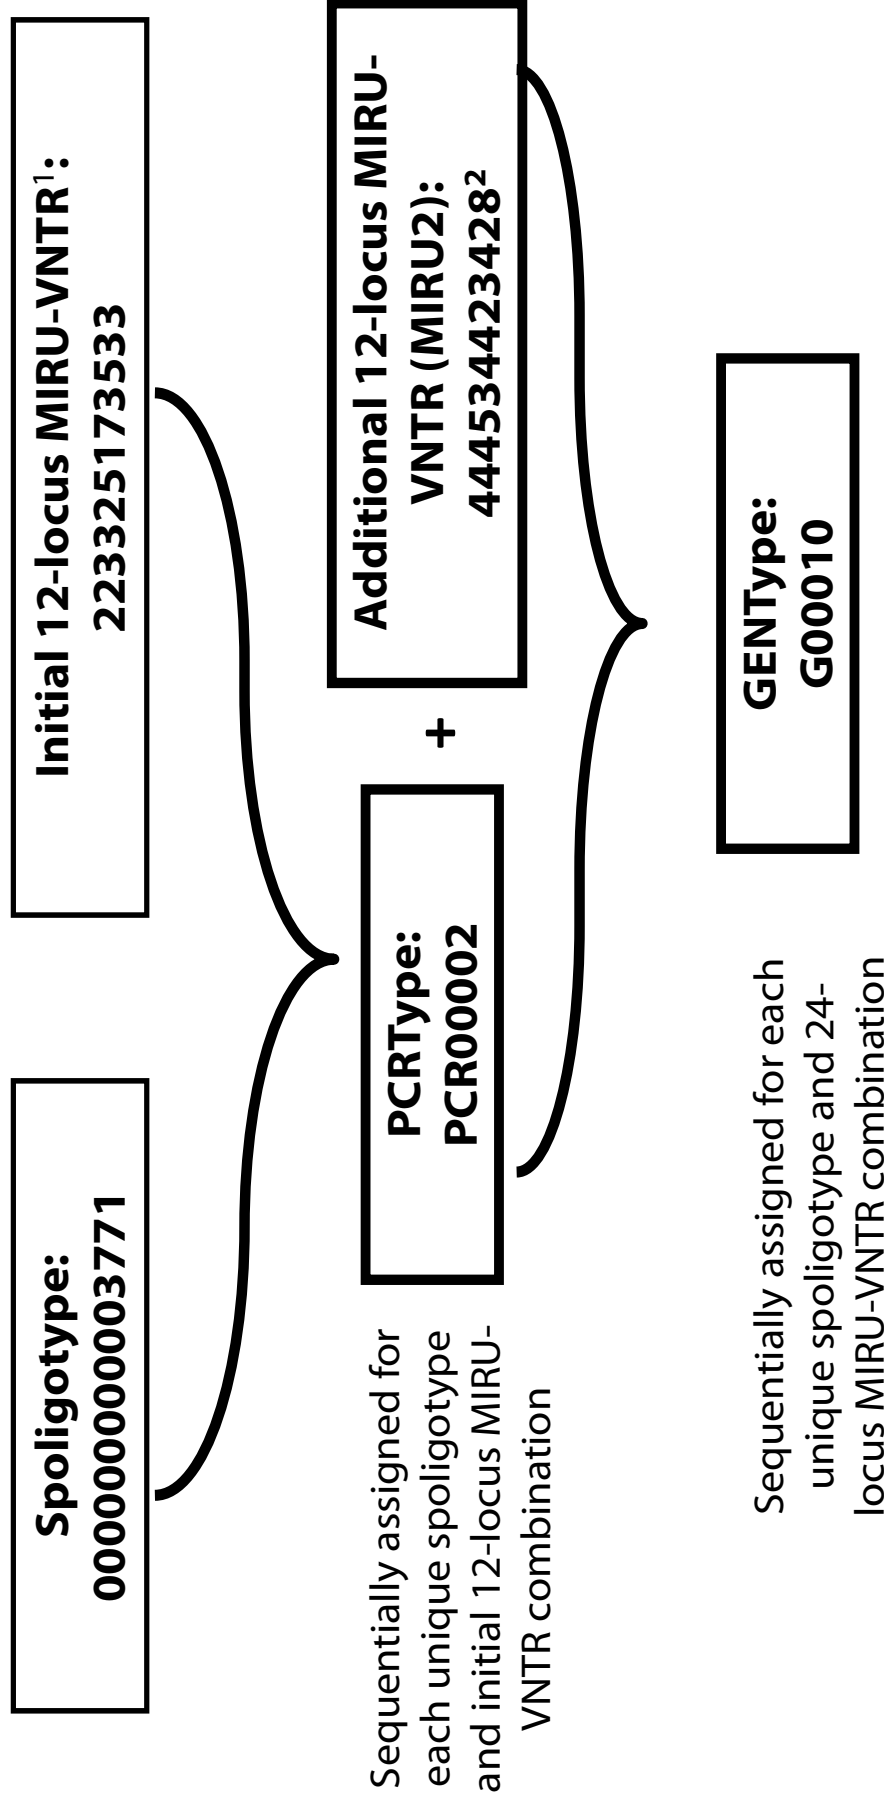 Spoligotype:
000000000003771
Initial 12-locus MIRU-VNTR¹:
223325173533
Sequentially assigned for
each unique spoligotype
and initial 12-locus MIRU-
VNTR combination
PCRType:
PCR00002
+
Additional 12-locus MIRU-
VNTR (MIRU2):
444534423428²
Sequentially assigned for each
unique spoligotype and 24-
locus MIRU-VNTR combination
GENType:
G00010